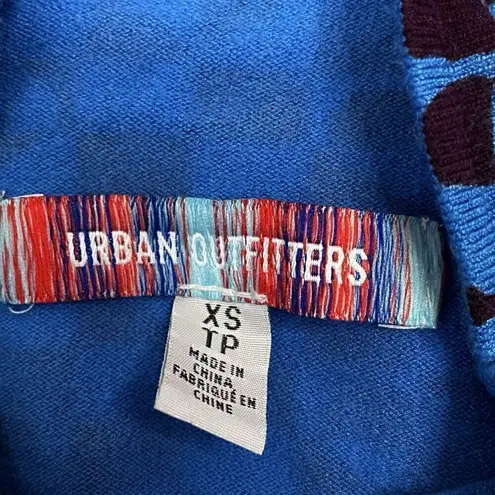 URBAN OUTFITTERS
XS
TP
MADE IN
CHINA
FABRIQUÉ EN
CHINE